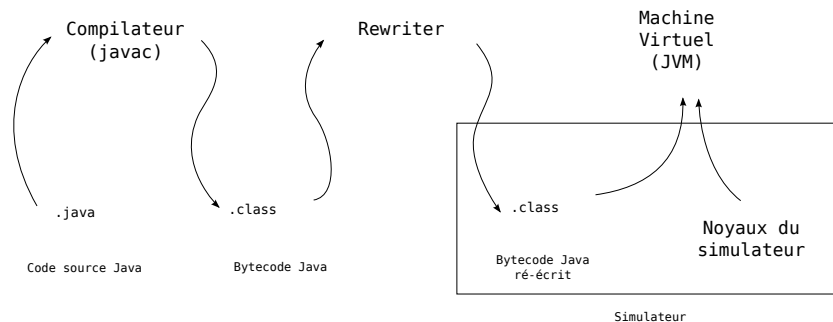 Compilateur
(javac)
Rewriter
Machine
Virtuel
(JVM)
.java
.class
.class
Noyaux du
simulateur
Code source Java
Bytecode Java
Bytecode Java
ré-écrit
Simulateur